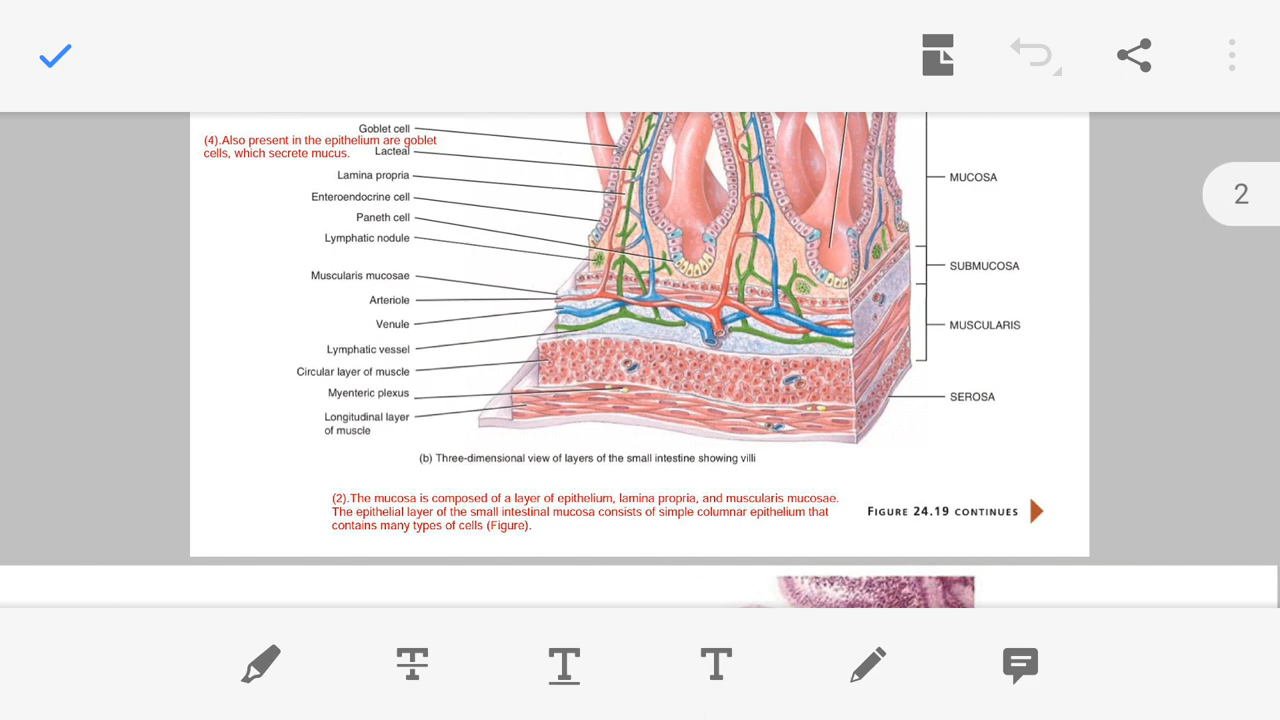 Goblet cell
(4).Also present in the epithelium are goblet
cells, which secrete mucus.
Lacteal
Lamina propria
Enteroendocrine cell
Paneth cell
Lymphatic nodule
Muscularis mucosae
Arteriole
Venule
Lymphatic vessel
Circular layer of muscle
Myenteric plexus
Longitudinal layer
of muscle
MUCOSA
2
SUBMUCOSA
MUSCULARIS
SEROSA
(b) Three-dimensional view of layers of the small intestine showing villi
(2).The mucosa is composed of a layer of epithelium, lamina propria, and muscularis mucosae.
The epithelial layer of the small intestinal mucosa consists of simple columnar epithelium that
contains many types of cells (Figure).
FIGURE 24.19 CONTINUES